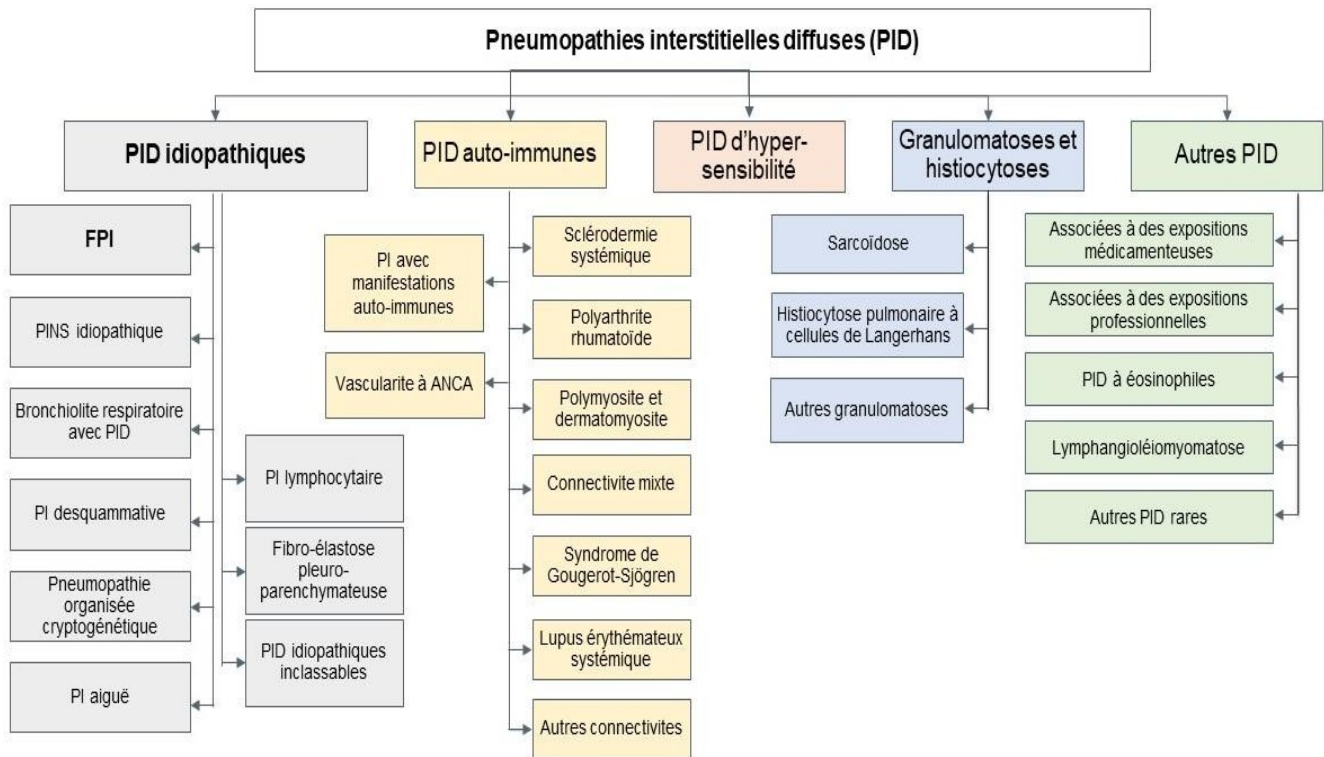 Pneumopathies interstitielles diffuses (PID)
PID idiopathiques
FPI
PINS idiopathique
Bronchiolite respiratoire
avec PID
PI desquammative
Pneumopathie
organisée
cryptogénétique
PI aiguë
PI lymphocytaire
Fibro-élastose
pleuro-
parenchymateuse
PID idiopathiques
inclassables
PID auto-immunes
PI avec
manifestations
auto-immunes
Vascularite à ANCA
Sclérodermie
systémique
Polyarthrite
rhumatoïde
Polymyosite et
dermatomyosite
Connectivite mixte
Syndrome de
Gougerot-Sjögren
Lupus érythémateux
systémique
Autres connectivites
PID d’hyper-
sensibilité
Granulomatoses et
histiocytoses
Sarcoïdose
Histiocytose pulmonaire à
cellules de Langerhans
Autres granulomatoses
Autres PID
Associées à des expositions
médicamenteuses
Associées à des expositions
professionnelles
PID à éosinophiles
Lymphangioléiomyomatose
Autres PID rares